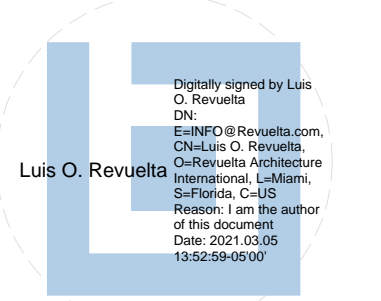 Luis O. Revuelta
Digitally signed by Luis
O. Revuelta
DN:
E=INFO@Revuelta.com,
CN=Luis O. Revuelta,
O=Revuelta Architecture
International, L=Miami,
S=Florida, C=US
Reason: I am the author
of this document
Date: 2021.03.05
13:52:59-05'00'